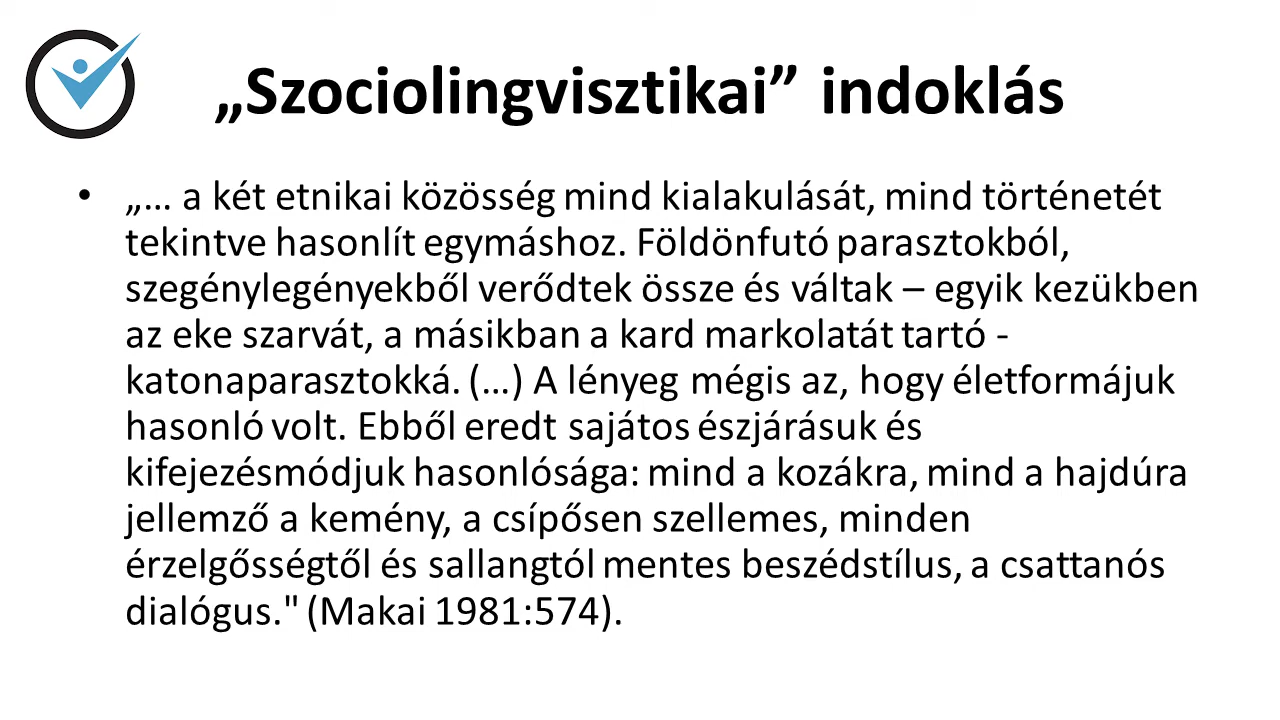 „Szociolingvisztikai” indoklás
• „… a két etnikai közösség mind kialakulását, mind történetét
tekintve hasonlít egymáshoz. Földönfutó parasztokból,
szegénylegényekből verődtek össze és váltak – egyik kezükben
az eke szarvát, a másikban a kard markolatát tartó -
katonaparasztokká. (…) A lényeg mégis az, hogy életformájuk
hasonló volt. Ebből eredt sajátos észjárásuk és
kifejezésmódjuk hasonlósága: mind a kozákra, mind a hajdúra
jellemző a kemény, a csípősen szellemes, minden
érzelgősségtől és sallangtól mentes beszédstílus, a csattanós
dialógus." (Makai 1981:574).